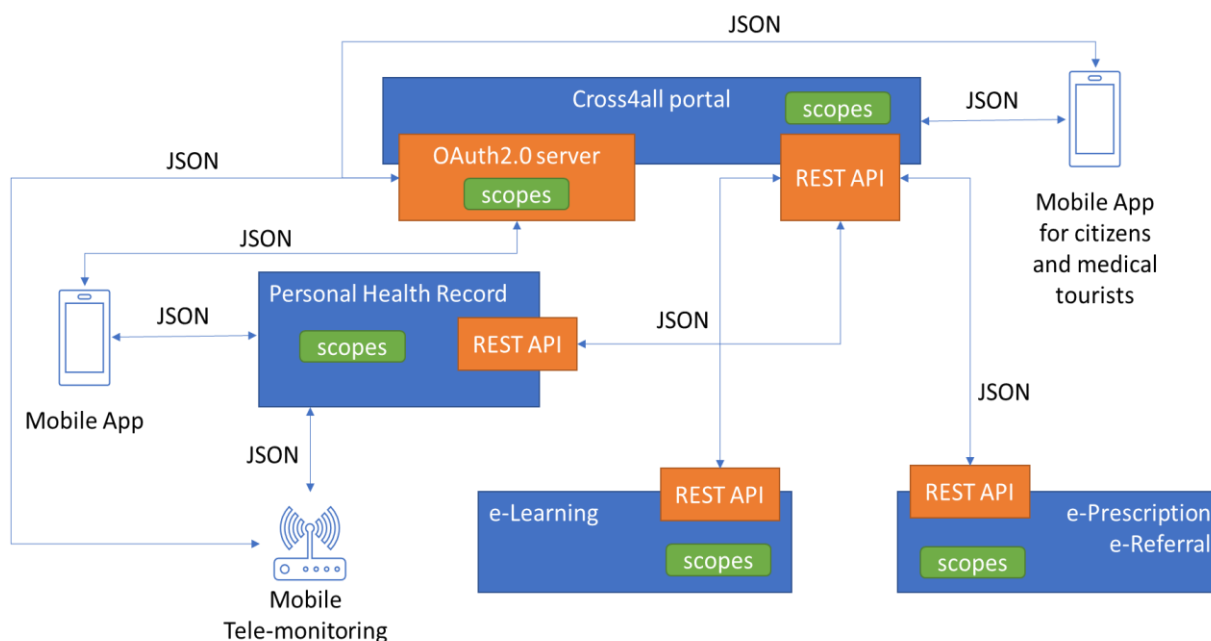 JSON
Cross4all portal
scopes
JSON
JSON
OAuth2.0 server
scopes
REST API
Mobile App
for citizens
and medical
tourists
JSON
Personal Health Record
JSON
scopes
REST API
JSON
Mobile App
JSON
JSON
REST API
e-Learning
scopes
REST API
e-Prescription
e-Referral
scopes
Mobile
Tele-monitoring